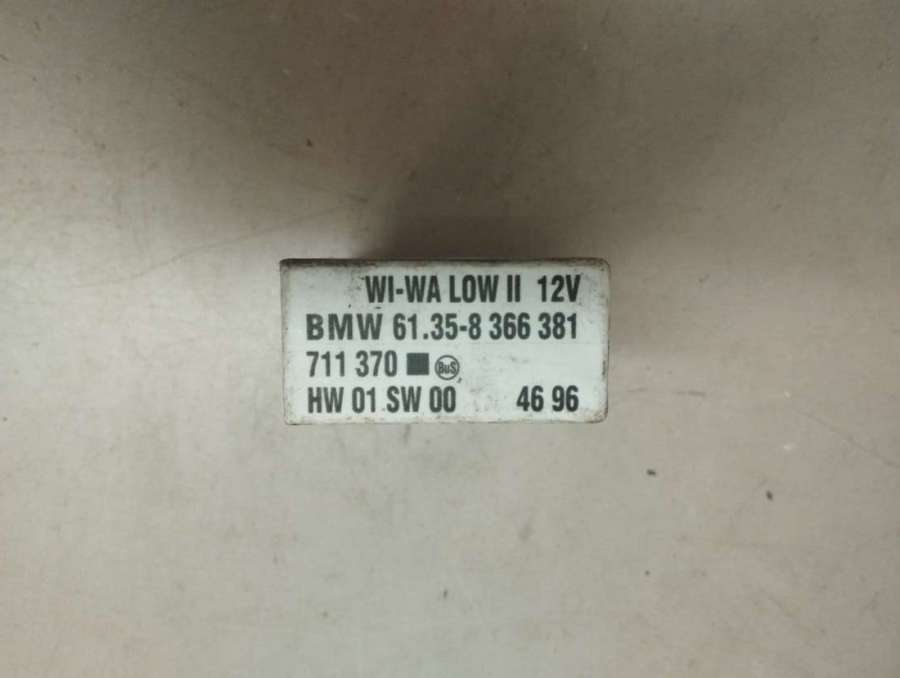 WI-WA LOW II 12V
BMW 61.35-8 366 381
711 370 ■ BuS
HW 01 SW 00 46 96